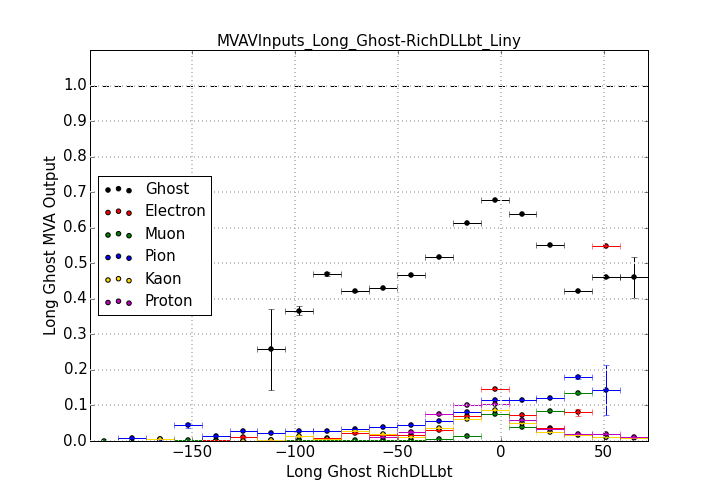 MVAVInputs_Long_Ghost-RichDLLbt_Liny
1.0
0.9
0.8
0.7
0.6
0.5
0.4
0.3
0.2
0.1
0.0
Long Ghost MVA Output
Ghost
Electron
Muon
Pion
Kaon
Proton
−150 −100 −50 0 50
Long Ghost RichDLLbt